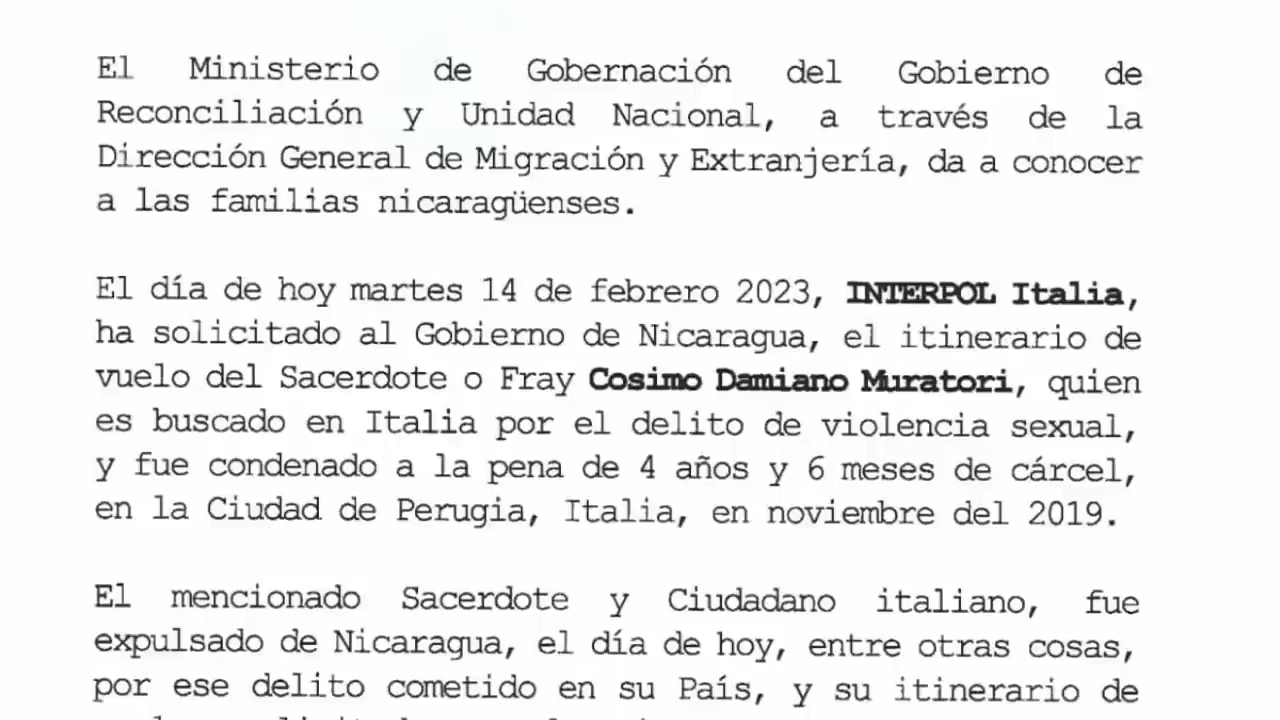 El Ministerio de Gobernación del Gobierno de
Reconciliación y Unidad Nacional, a través de la
Dirección General de Migración y Extranjería, da a conocer
a las familias nicaragüenses.
El día de hoy martes 14 de febrero 2023, INTERPOL Italia,
ha solicitado al Gobierno de Nicaragua, el itinerario de
vuelo del Sacerdote o Fray Cosimo Damiano Muratori, quien
es buscado en Italia por el delito de violencia sexual,
y fue condenado a la pena de 4 años y 6 meses de cárcel,
en la Ciudad de Perugia, Italia, en noviembre del 2019.
El mencionado Sacerdote y Ciudadano italiano, fue
expulsado de Nicaragua, el día de hoy, entre otras cosas,
por ese delito cometido en su País, y su itinerario de